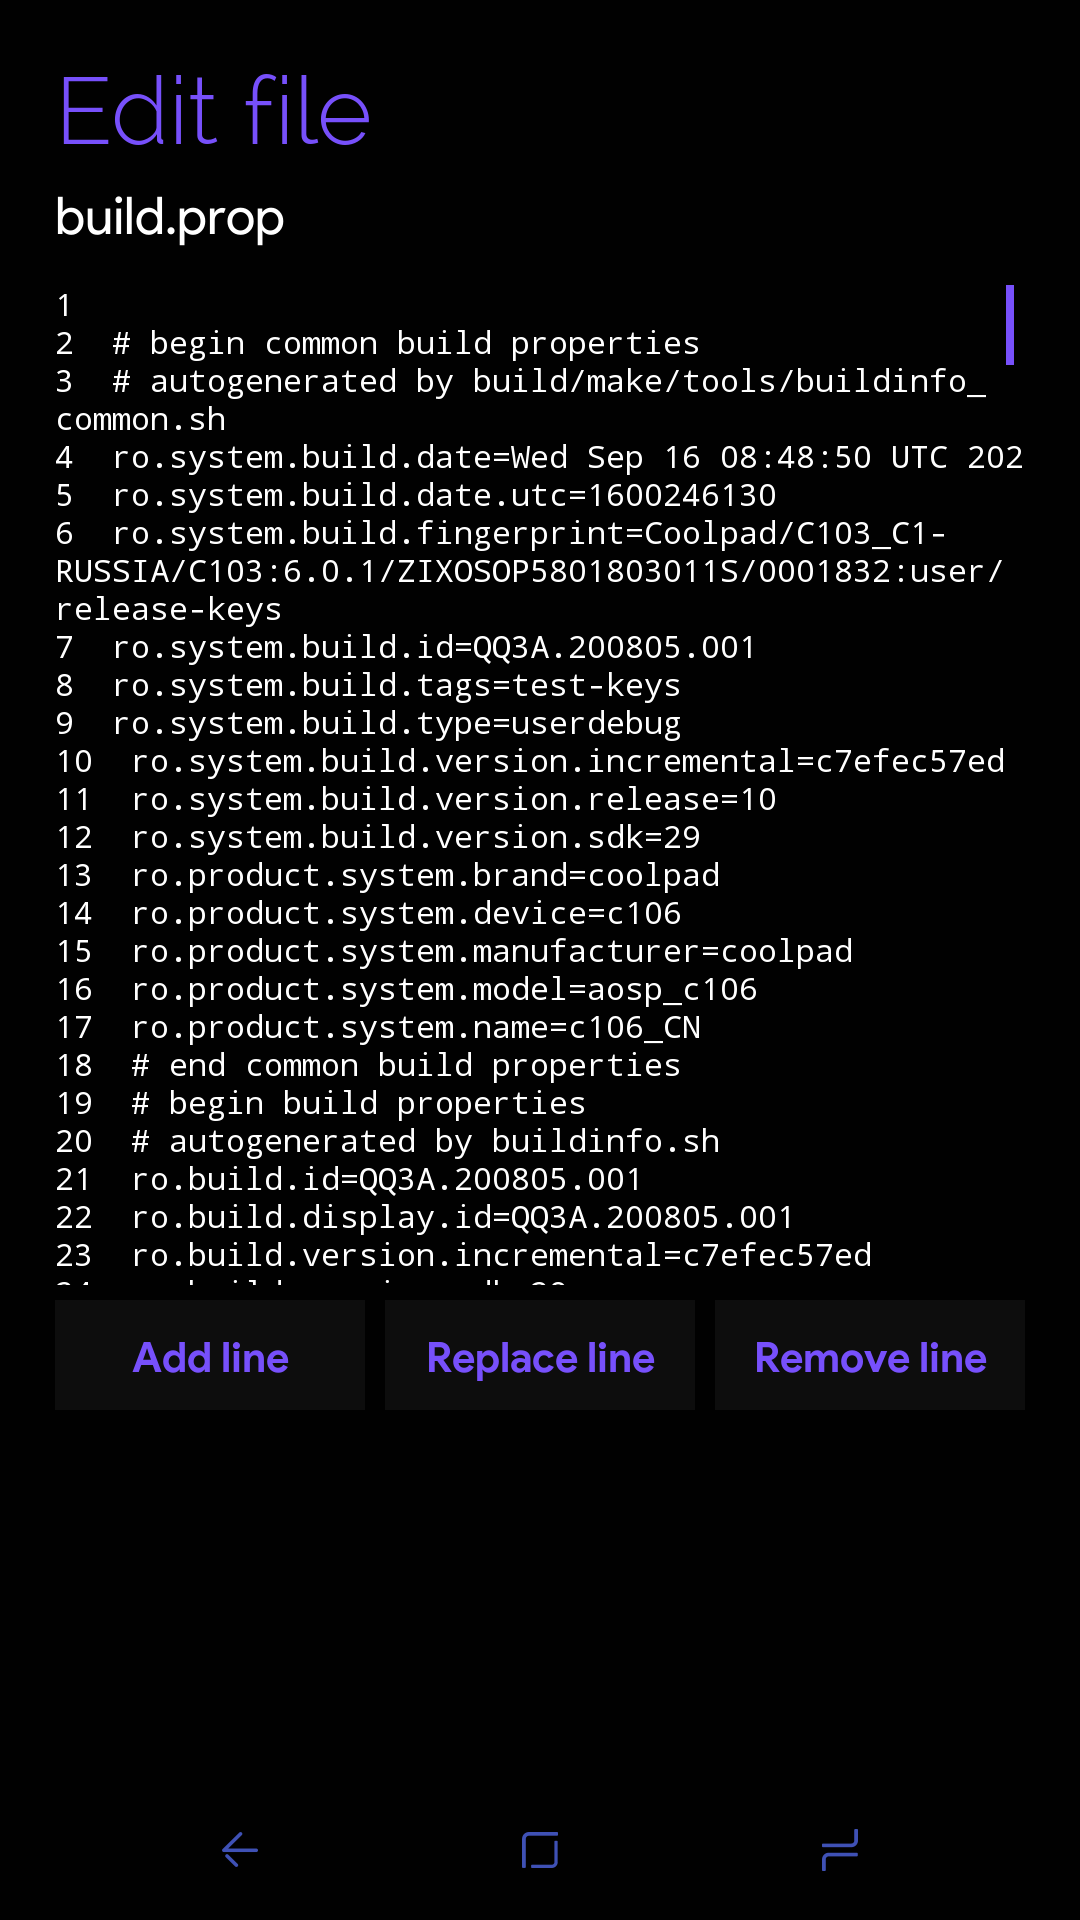 Edit file
build.prop
1
2  # begin common build properties
3  # autogenerated by build/make/tools/buildinfo_
common.sh
4  ro.system.build.date=Wed Sep 16 08:48:50 UTC 202
5  ro.system.build.date.utc=1600246130
6  ro.system.build.fingerprint=Coolpad/C103_C1-
RUSSIA/C103:6.0.1/ZIXOSOP5801803011S/0001832:user/
release-keys
7  ro.system.build.id=QQ3A.200805.001
8  ro.system.build.tags=test-keys
9  ro.system.build.type=userdebug
10  ro.system.build.version.incremental=c7efec57ed
11  ro.system.build.version.release=10
12  ro.system.build.version.sdk=29
13  ro.product.system.brand=coolpad
14  ro.product.system.device=c106
15  ro.product.system.manufacturer=coolpad
16  ro.product.system.model=aosp_c106
17  ro.product.system.name=c106_CN
18  # end common build properties
19  # begin build properties
20  # autogenerated by buildinfo.sh
21  ro.build.id=QQ3A.200805.001
22  ro.build.display.id=QQ3A.200805.001
23  ro.build.version.incremental=c7efec57ed
Add line
Replace line
Remove line